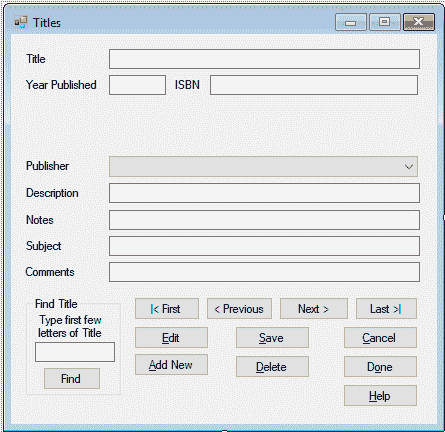 Titles
Title
Year Published ISBN
Publisher
Description
Notes
Subject
Comments
Find Title
Type first few
letters of Title
Find
|< First < Previous Next > Last >|
Edit Save Cancel
Add New Delete Done
Help